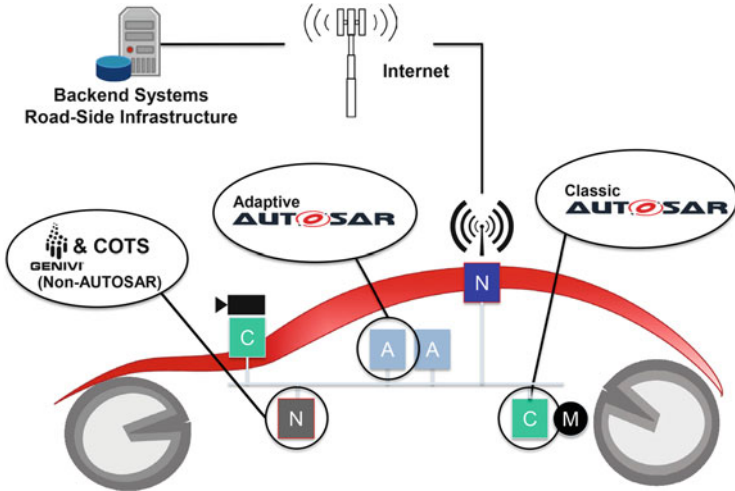 Backend Systems
Road-Side Infrastructure
Internet
Adaptive
AUTOSAR
Classic
AUTOSAR
& COTS
GENIVI
(Non-AUTOSAR)
N
C
A
A
N
C
M